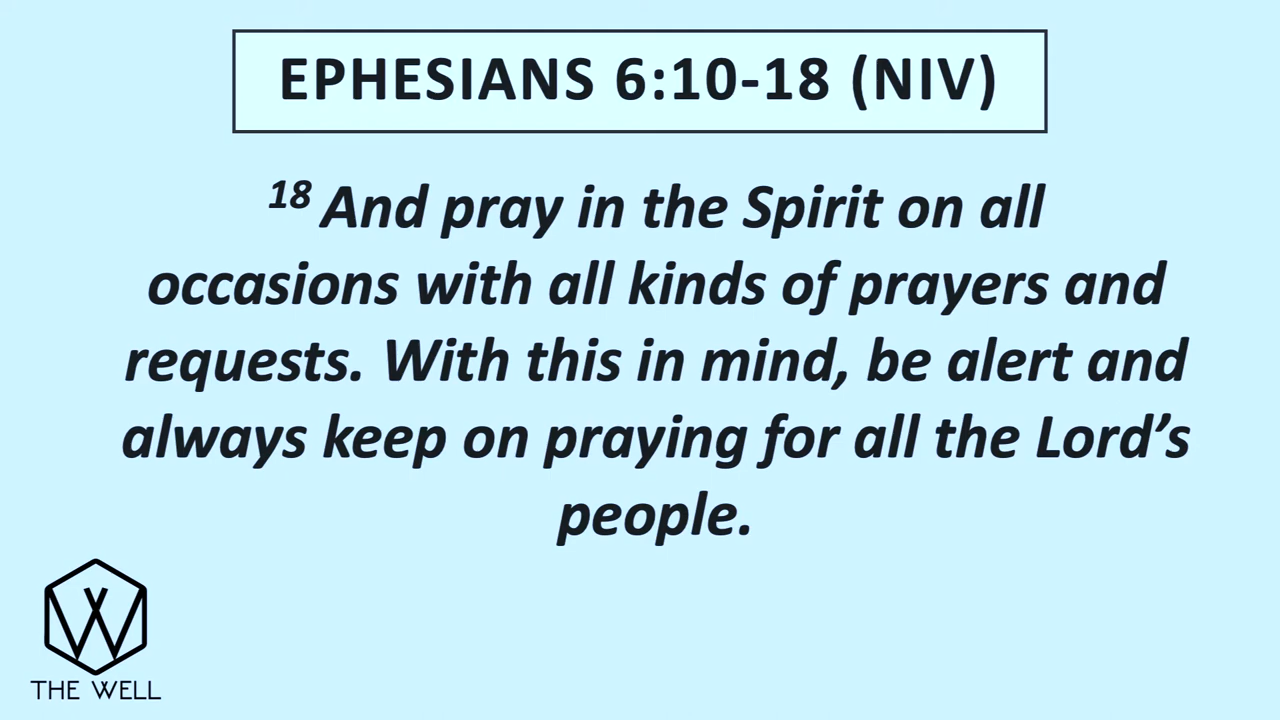 EPHESIANS 6:10-18 (NIV)
18 And pray in the Spirit on all
occasions with all kinds of prayers and
requests. With this in mind, be alert and
always keep on praying for all the Lord’s
people.
W
THE WELL